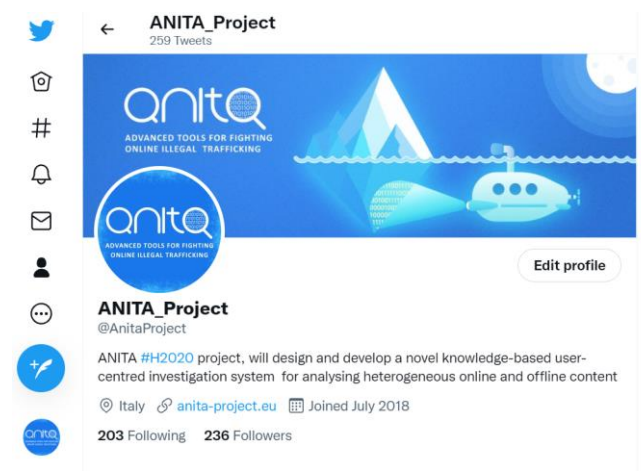 ANITA_Project
259 Tweets
anita
ADVANCED TOOLS FOR FIGHTING
ONLINE ILLEGAL TRAFFICKING
anita
ADVANCED TOOLS FOR FIGHTING
ONLINE ILLEGAL TRAFFICKING
Edit profile
ANITA_Project
@AnitaProject
ANITA #H2020 project, will design and develop a novel knowledge-based user-
centred investigation system for analysing heterogeneous online and offline content
Italy anita-project.eu Joined July 2018
203 Following 236 Followers
anita